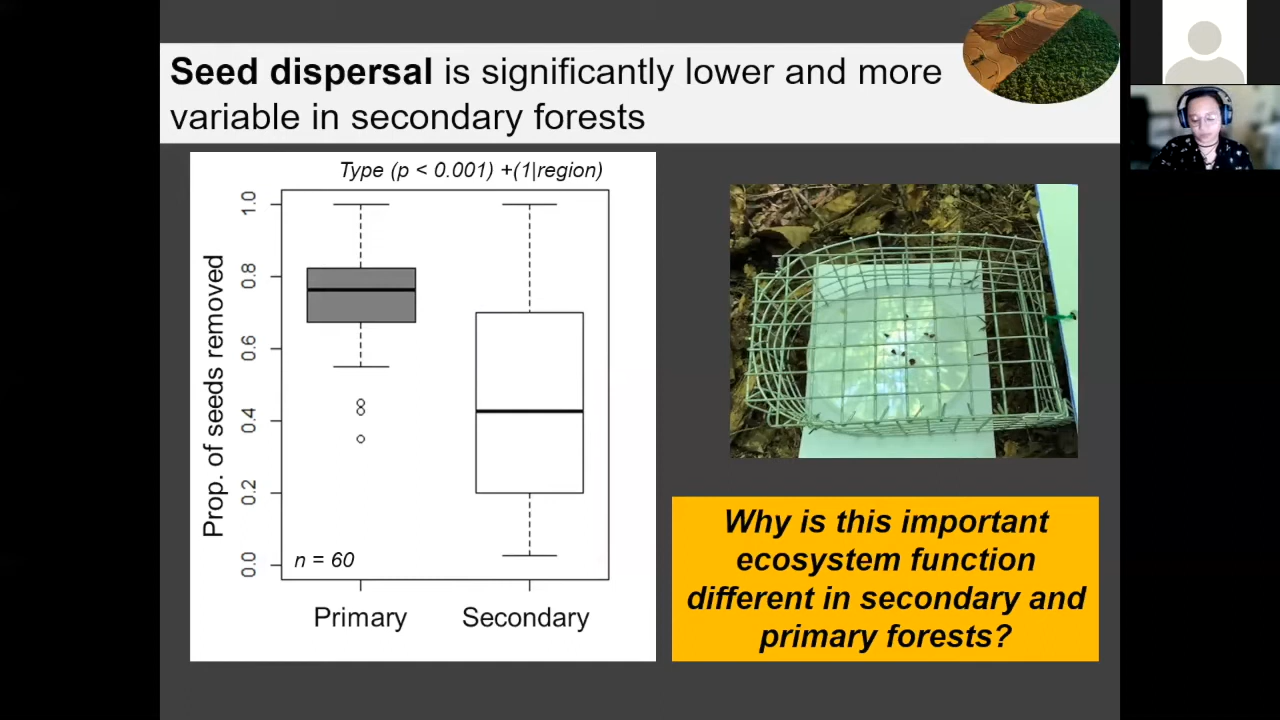 Seed dispersal is significantly lower and more
variable in secondary forests
Type (p < 0.001) +(1|region)
Prop. of seeds removed
1.0
0.8
0.6
0.4
0.2
0.0
n = 60
Primary
Secondary
Why is this important
ecosystem function
different in secondary and
primary forests?